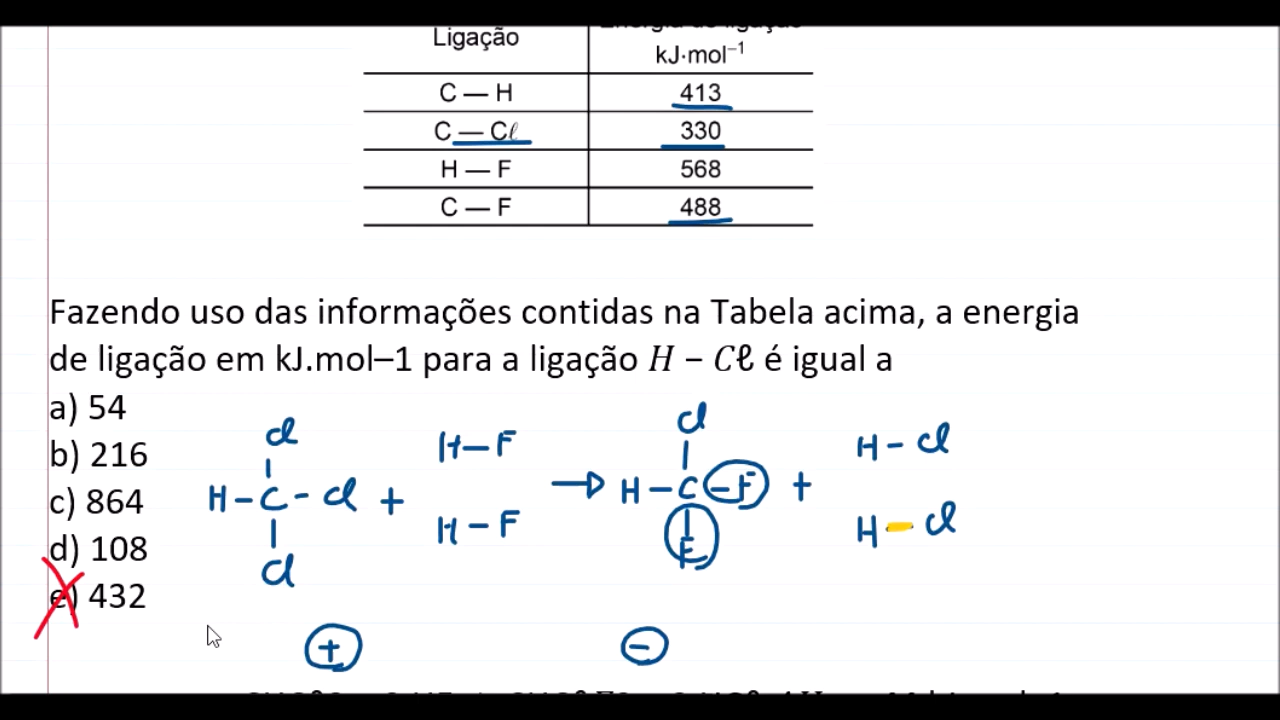 Ligação
kJ·mol⁻¹
C — H 413
C — Cℓ 330
H — F 568
C — F 488
Fazendo uso das informações contidas na Tabela acima, a energia
de ligação em kJ.mol–1 para a ligação H − Cℓ é igual a
a) 54
b) 216
c) 864
d) 108
e) 432
Cl
H–F
Cl
H-Cl
H-C-Cl +
→ H-C-F +
H-F
H-Cl
Cl
F
+
-